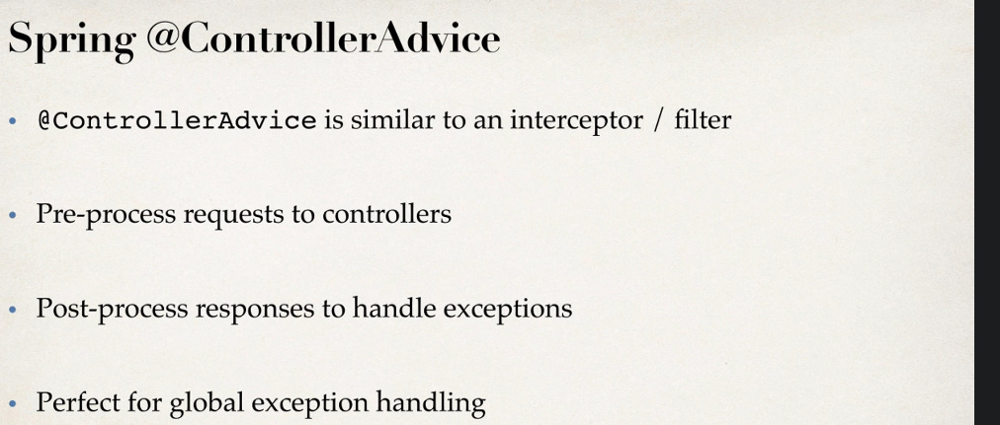 Spring @ControllerAdvice
• @ControllerAdvice is similar to an interceptor / filter
• Pre-process requests to controllers
• Post-process responses to handle exceptions
• Perfect for global exception handling